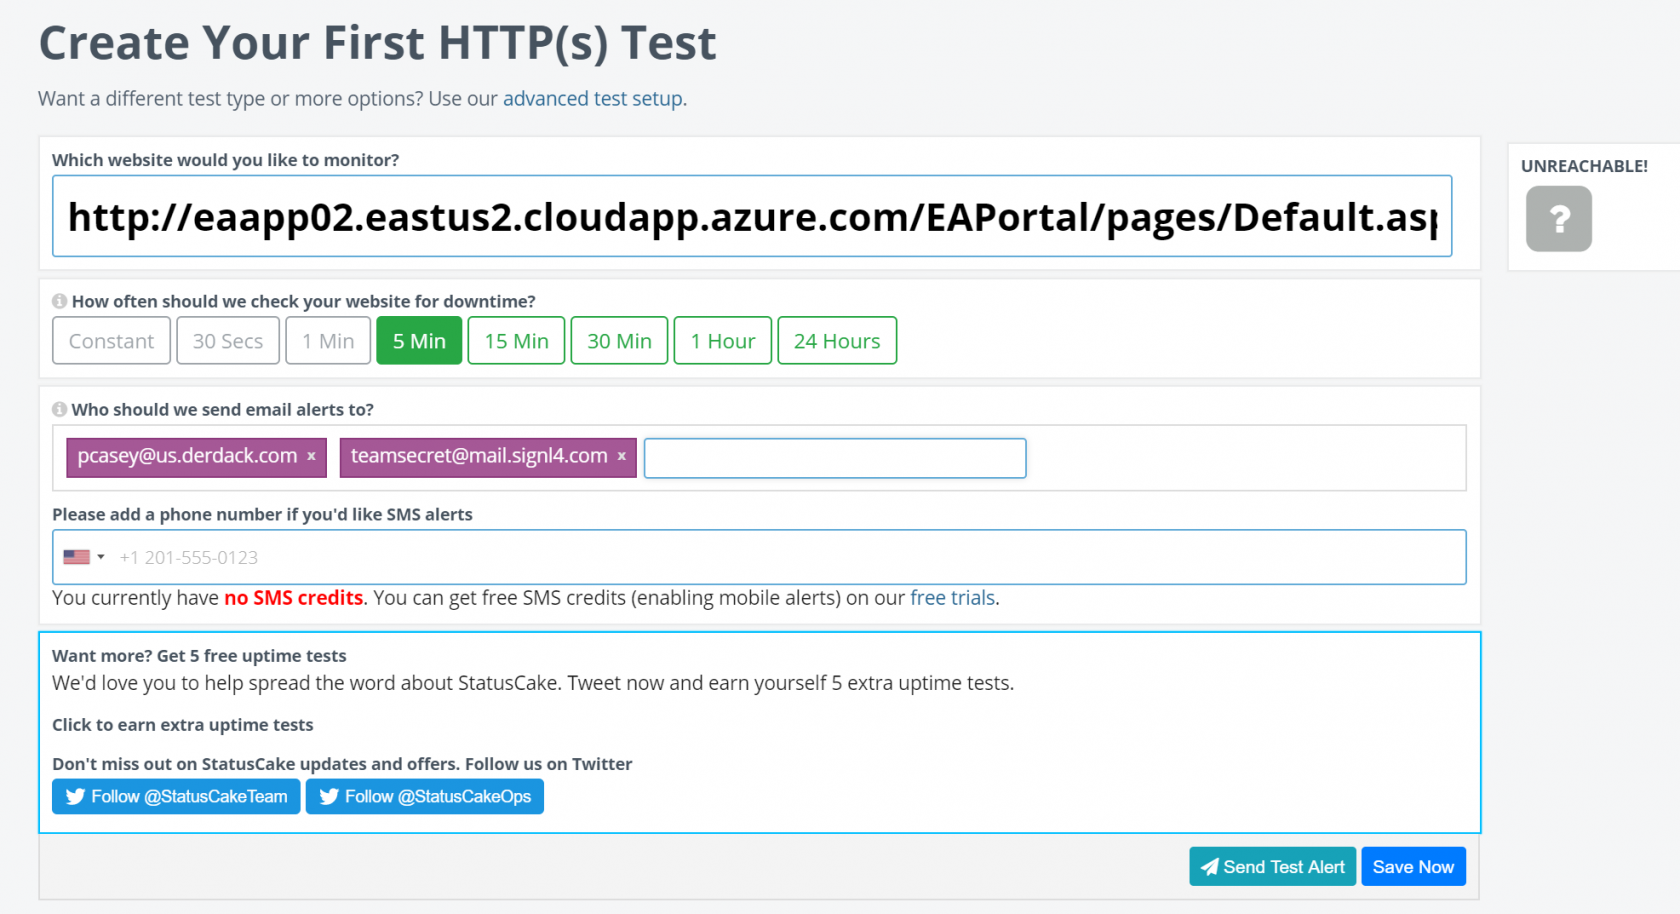 Create Your First HTTP(s) Test
Want a different test type or more options? Use our advanced test setup.
Which website would you like to monitor?
http://eaapp02.eastus2.cloudapp.azure.com/EAPortal/pages/Default.asp
UNREACHABLE!
?
How often should we check your website for downtime?
Constant 30 Secs 1 Min 5 Min 15 Min 30 Min 1 Hour 24 Hours
Who should we send email alerts to?
pcasey@us.derdack.com x teamsecret@mail.signl4.com x
Please add a phone number if you'd like SMS alerts
+1 201-555-0123
You currently have no SMS credits. You can get free SMS credits (enabling mobile alerts) on our free trials.
Want more? Get 5 free uptime tests
We'd love you to help spread the word about StatusCake. Tweet now and earn yourself 5 extra uptime tests.
Click to earn extra uptime tests
Don't miss out on StatusCake updates and offers. Follow us on Twitter
Follow @StatusCakeTeam Follow @StatusCakeOps
Send Test Alert Save Now